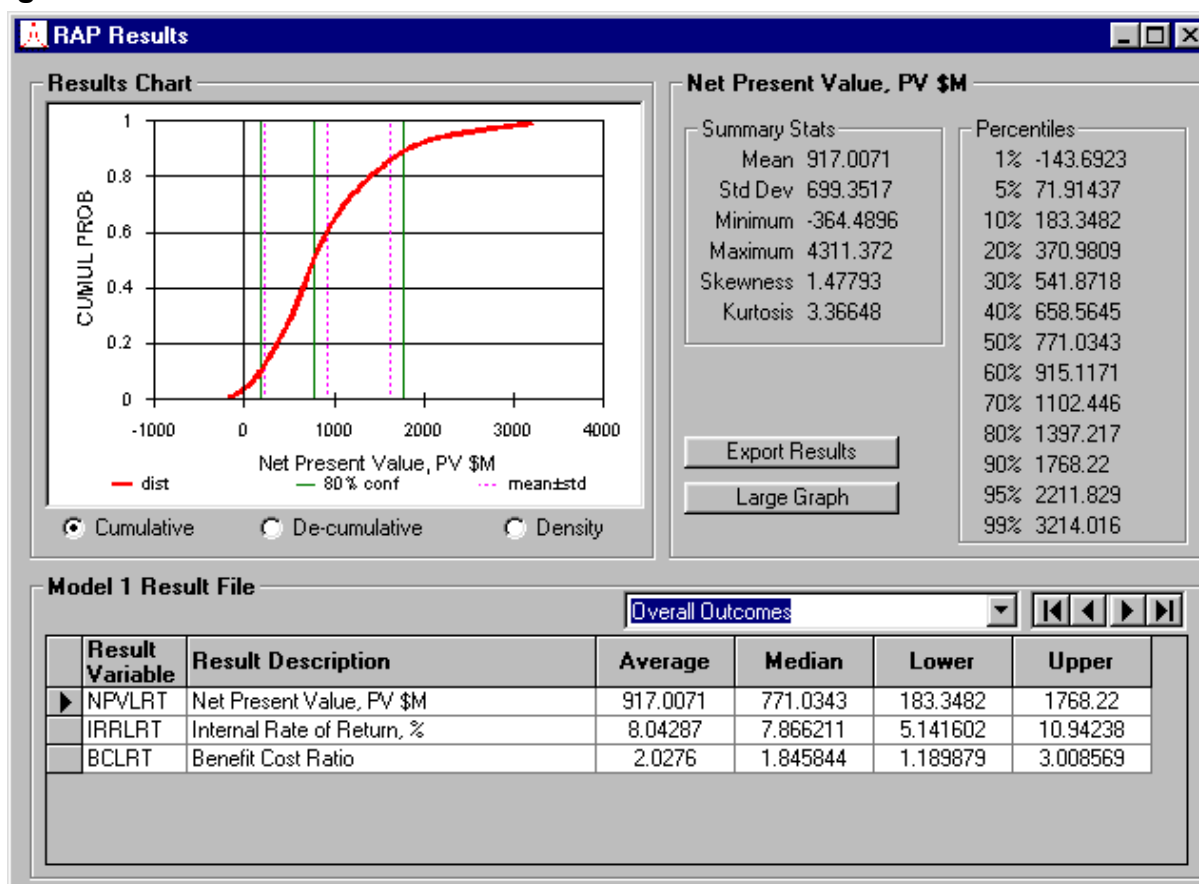 RAP Results
Results Chart
1
0.8
0.6
0.4
0.2
0
CUMUL PROB
-1000 0 1000 2000 3000 4000
Net Present Value, PV $M
dist 80% conf mean±std
Cumulative De-cumulative Density
Net Present Value, PV $M
Summary Stats
Mean 917.0071
Std Dev 699.3517
Minimum -364.4896
Maximum 4311.372
Skewness 1.47793
Kurtosis 3.36648
Export Results
Large Graph
Percentiles
1% -143.6923
5% 71.91437
10% 183.3482
20% 370.9809
30% 541.8718
40% 658.5645
50% 771.0343
60% 915.1171
70% 1102.446
80% 1397.217
90% 1768.22
95% 2211.829
99% 3214.016
Model 1 Result File
Overall Outcomes
Result Variable Result Description Average Median Lower Upper
NPVLRT Net Present Value, PV $M 917.0071 771.0343 183.3482 1768.22
IRRLRT Internal Rate of Return, % 8.04287 7.866211 5.141602 10.94238
BCLRT Benefit Cost Ratio 2.0276 1.845844 1.189879 3.008569